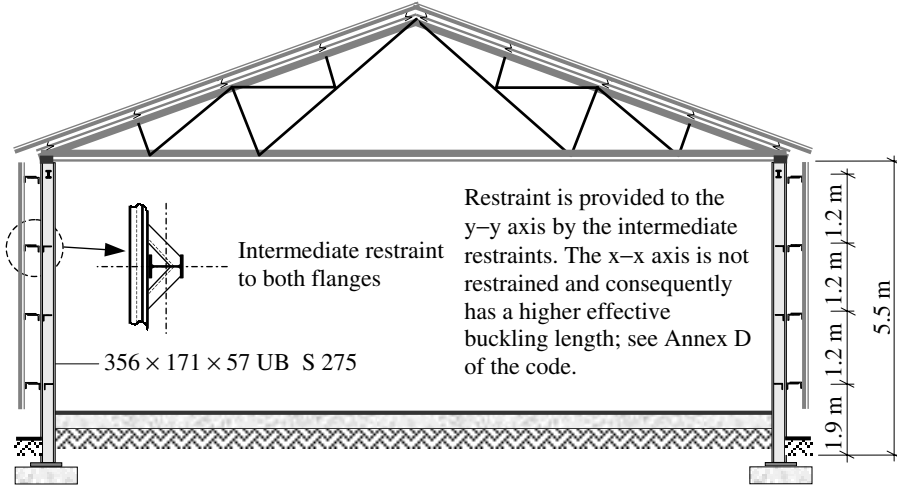 Restraint is provided to the
y–y axis by the intermediate
restraints. The x–x axis is not
restrained and consequently
has a higher effective
buckling length; see Annex D
of the code.
Intermediate restraint
to both flanges
356 × 171 × 57 UB S 275
1.2 m
1.2 m
1.2 m
1.9 m
5.5 m